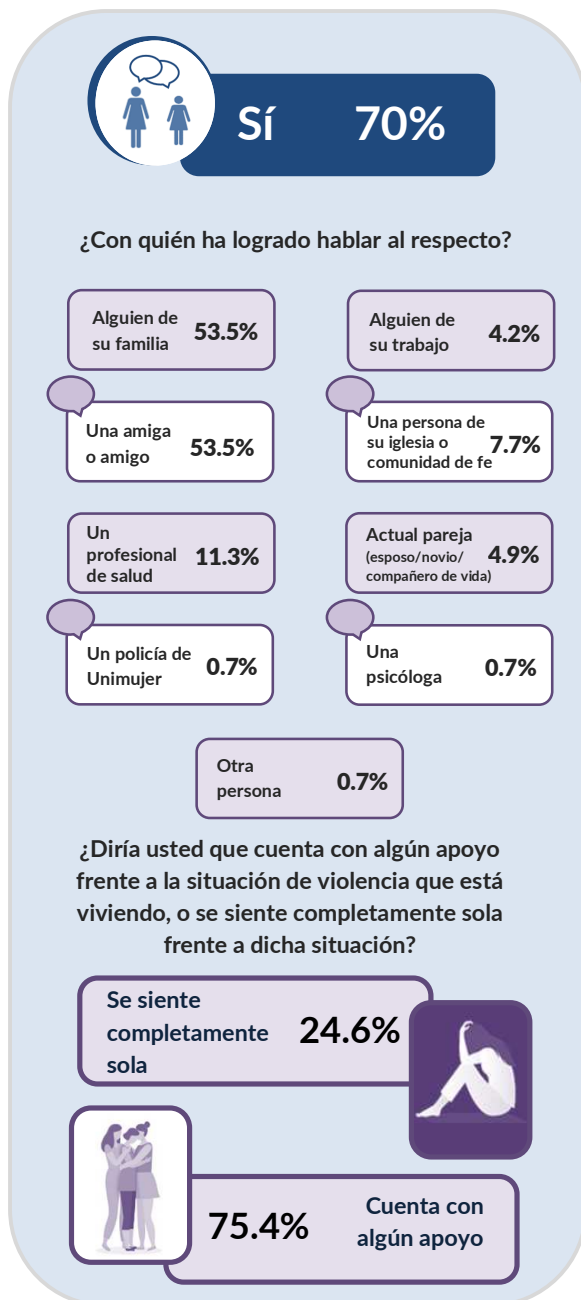 Sí 70%
¿Con quién ha logrado hablar al respecto?
Alguien de
su familia
53.5%
Alguien de
su trabajo
4.2%
Una amiga
o amigo
53.5%
Una persona de
su iglesia o
comunidad de fe
7.7%
Un
profesional
de salud
11.3%
Actual pareja
(esposo/novio/
compañero de vida)
4.9%
Un policía de
Unimujer
0.7%
Una
psicóloga
0.7%
Otra
persona
0.7%
¿Diría usted que cuenta con algún apoyo
frente a la situación de violencia que está
viviendo, o se siente completamente sola
frente a dicha situación?
Se siente
completamente
sola
24.6%
75.4%
Cuenta con
algún apoyo